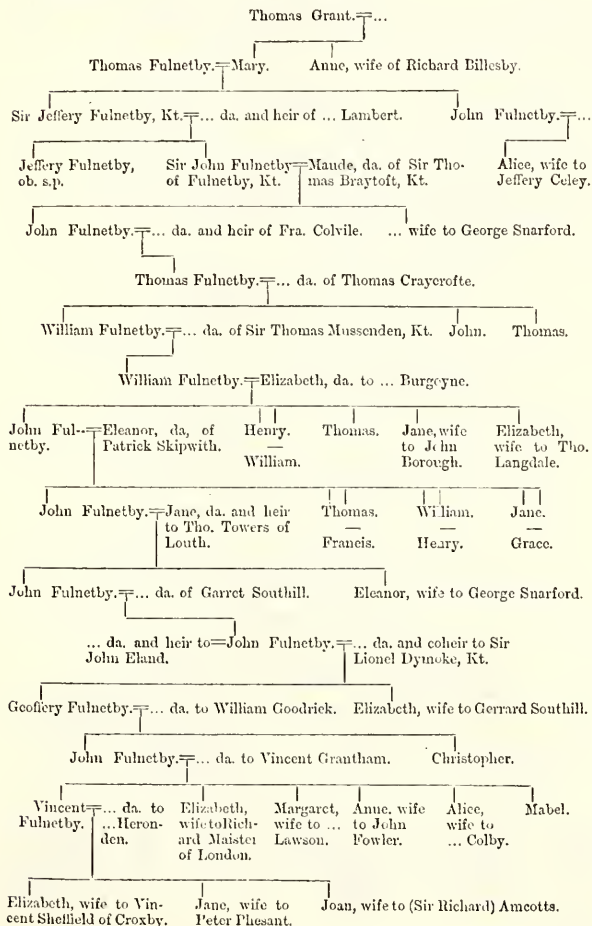 Thomas Grant.=...
Thomas Fulnetby.=Mary. Anne, wife of Richard Billesby.
Sir Jeffery Fulnetby, Kt.=... da. and heir of ... Lambert. John Fulnetby.=...
Jeffery Fulnetby, Sir John Fulnetby=Maude, da. of Sir Tho- Alice, wife to
ob. s.p. of Fulnetby, Kt. mas Braytoft, Kt. Jeffery Celey.
John Fulnetby.=... da. and heir of Fra. Colvile. ... wife to George Snarford.
Thomas Fulnetby.=... da. of Thomas Craycrofte.
William Fulnetby.=... da. of Sir Thomas Mussenden, Kt. John. Thomas.
William Fulnetby.=Elizabeth, da. to ... Burgoyne.
John Ful-=Eleanor, da, of Henry. Thomas. Jane, wife Elizabeth,
netby. Patrick Skipwith. — to John wife to Tho.
William. Borough. Langdale.
John Fulnetby.=Jane, da. and heir Thomas. William. Jane.
to Tho. Towers of — — —
Louth. Francis. Henry. Grace.
John Fulnetby.=... da. of Garret Southill. Eleanor, wife to George Snarford.
... da. and heir to=John Fulnetby.=... da. and coheir to Sir
John Eland. Lionel Dymoke, Kt.
Geoffery Fulnetby.=... da. to William Goodrick. Elizabeth, wife to Gerrard Southill.
John Fulnetby.=... da. to Vincent Grantham. Christopher.
Vincent=... da. to Elizabeth, Margaret, Anne. wife Alice, Mabel.
Fulnetby. ...Heron- wife to Rich- wife to ... to John wife to
den. ard Maister Lawson. Fowler. ... Colby.
of London.
Elizabeth, wife to Vin- Jane, wife to Joan, wife to (Sir Richard) Amcotts.
cent Sheffield of Croxby. Peter Phesant.